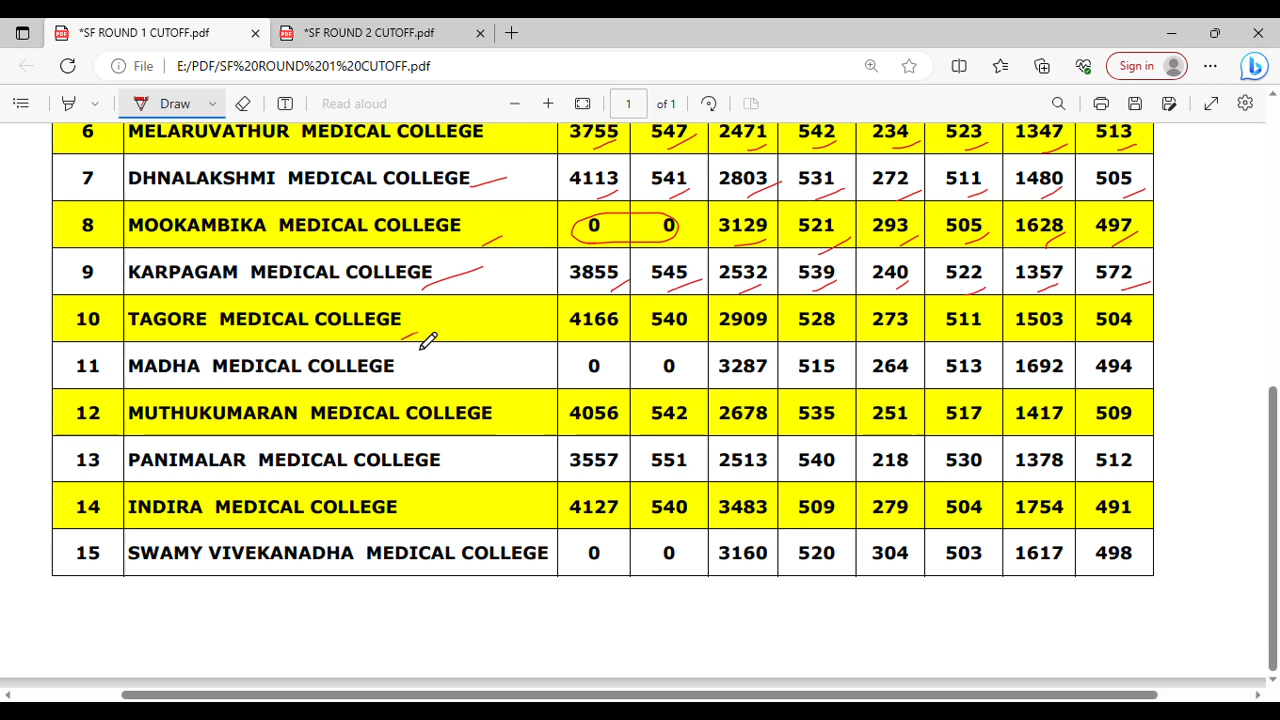 *SF ROUND 1 CUTOFF.pdf *SF ROUND 2 CUTOFF.pdf
File E:/PDF/SF%20ROUND%201%20CUTOFF.pdf Sign in
Draw Read aloud 1 of 1
6 MELARUVATHUR MEDICAL COLLEGE 3755 547 2471 542 234 523 1347 513
7 DHNALAKSHMI MEDICAL COLLEGE 4113 541 2803 531 272 511 1480 505
8 MOOKAMBIKA MEDICAL COLLEGE 0 0 3129 521 293 505 1628 497
9 KARPAGAM MEDICAL COLLEGE 3855 545 2532 539 240 522 1357 572
10 TAGORE MEDICAL COLLEGE 4166 540 2909 528 273 511 1503 504
11 MADHA MEDICAL COLLEGE 0 0 3287 515 264 513 1692 494
12 MUTHUKUMARAN MEDICAL COLLEGE 4056 542 2678 535 251 517 1417 509
13 PANIMALAR MEDICAL COLLEGE 3557 551 2513 540 218 530 1378 512
14 INDIRA MEDICAL COLLEGE 4127 540 3483 509 279 504 1754 491
15 SWAMY VIVEKANADHA MEDICAL COLLEGE 0 0 3160 520 304 503 1617 498